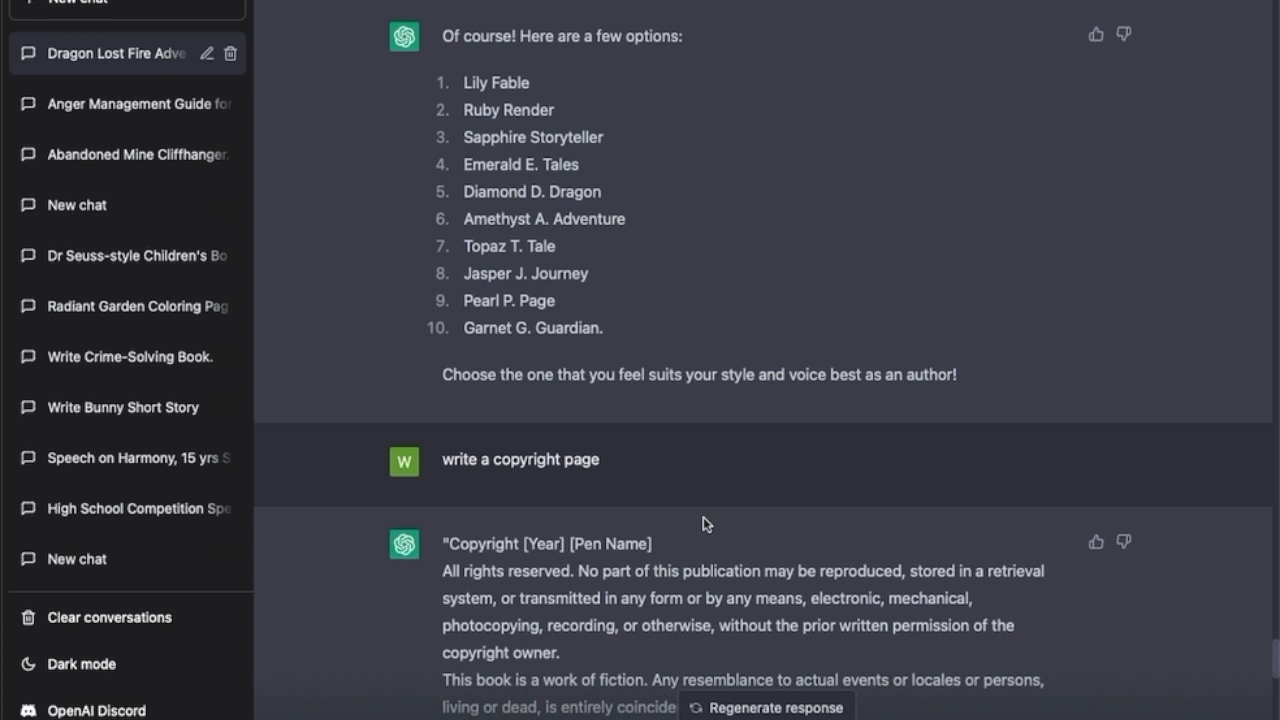 New chat
Dragon Lost Fire Adve
Anger Management Guide for
Abandoned Mine Cliffhanger.
New chat
Dr Seuss-style Children's Bo
Radiant Garden Coloring Pag
Write Crime-Solving Book.
Write Bunny Short Story
Speech on Harmony, 15 yrs S
High School Competition Spe
New chat
Clear conversations
Dark mode
OpenAI Discord
Of course! Here are a few options:
1. Lily Fable
2. Ruby Render
3. Sapphire Storyteller
4. Emerald E. Tales
5. Diamond D. Dragon
6. Amethyst A. Adventure
7. Topaz T. Tale
8. Jasper J. Journey
9. Pearl P. Page
10. Garnet G. Guardian.
Choose the one that you feel suits your style and voice best as an author!
W
write a copyright page
"Copyright [Year] [Pen Name]
All rights reserved. No part of this publication may be reproduced, stored in a retrieval
system, or transmitted in any form or by any means, electronic, mechanical,
photocopying, recording, or otherwise, without the prior written permission of the
copyright owner.
This book is a work of fiction. Any resemblance to actual events or locales or persons,
living or dead, is entirely coincide
Regenerate response